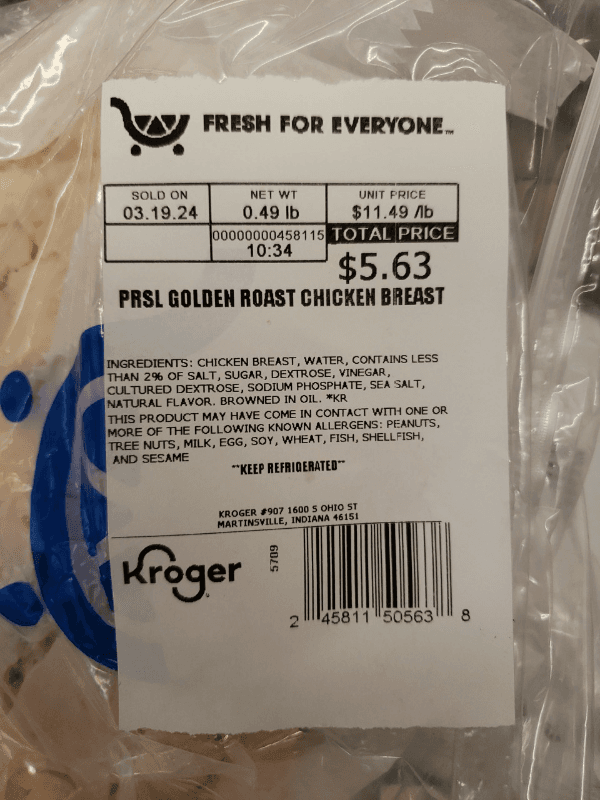 FRESH FOR EVERYONE™
SOLD ON NET WT UNIT PRICE
03.19.24 0.49 lb $11.49 /lb
00000000458115 TOTAL PRICE
10:34
$5.63
PRSL GOLDEN ROAST CHICKEN BREAST
INGREDIENTS: CHICKEN BREAST, WATER, CONTAINS LESS
THAN 2% OF SALT, SUGAR, DEXTROSE, VINEGAR,
CULTURED DEXTROSE, SODIUM PHOSPHATE, SEA SALT,
NATURAL FLAVOR. BROWNED IN OIL. *KR
THIS PRODUCT MAY HAVE COME IN CONTACT WITH ONE OR
MORE OF THE FOLLOWING KNOWN ALLERGENS: PEANUTS,
TREE NUTS, MILK, EGG, SOY, WHEAT, FISH, SHELLFISH,
AND SESAME
**KEEP REFRIGERATED**
KROGER #907 1600 S OHIO ST
MARTINSVILLE, INDIANA 46151
Kroger
5709
2 45811 50563 8